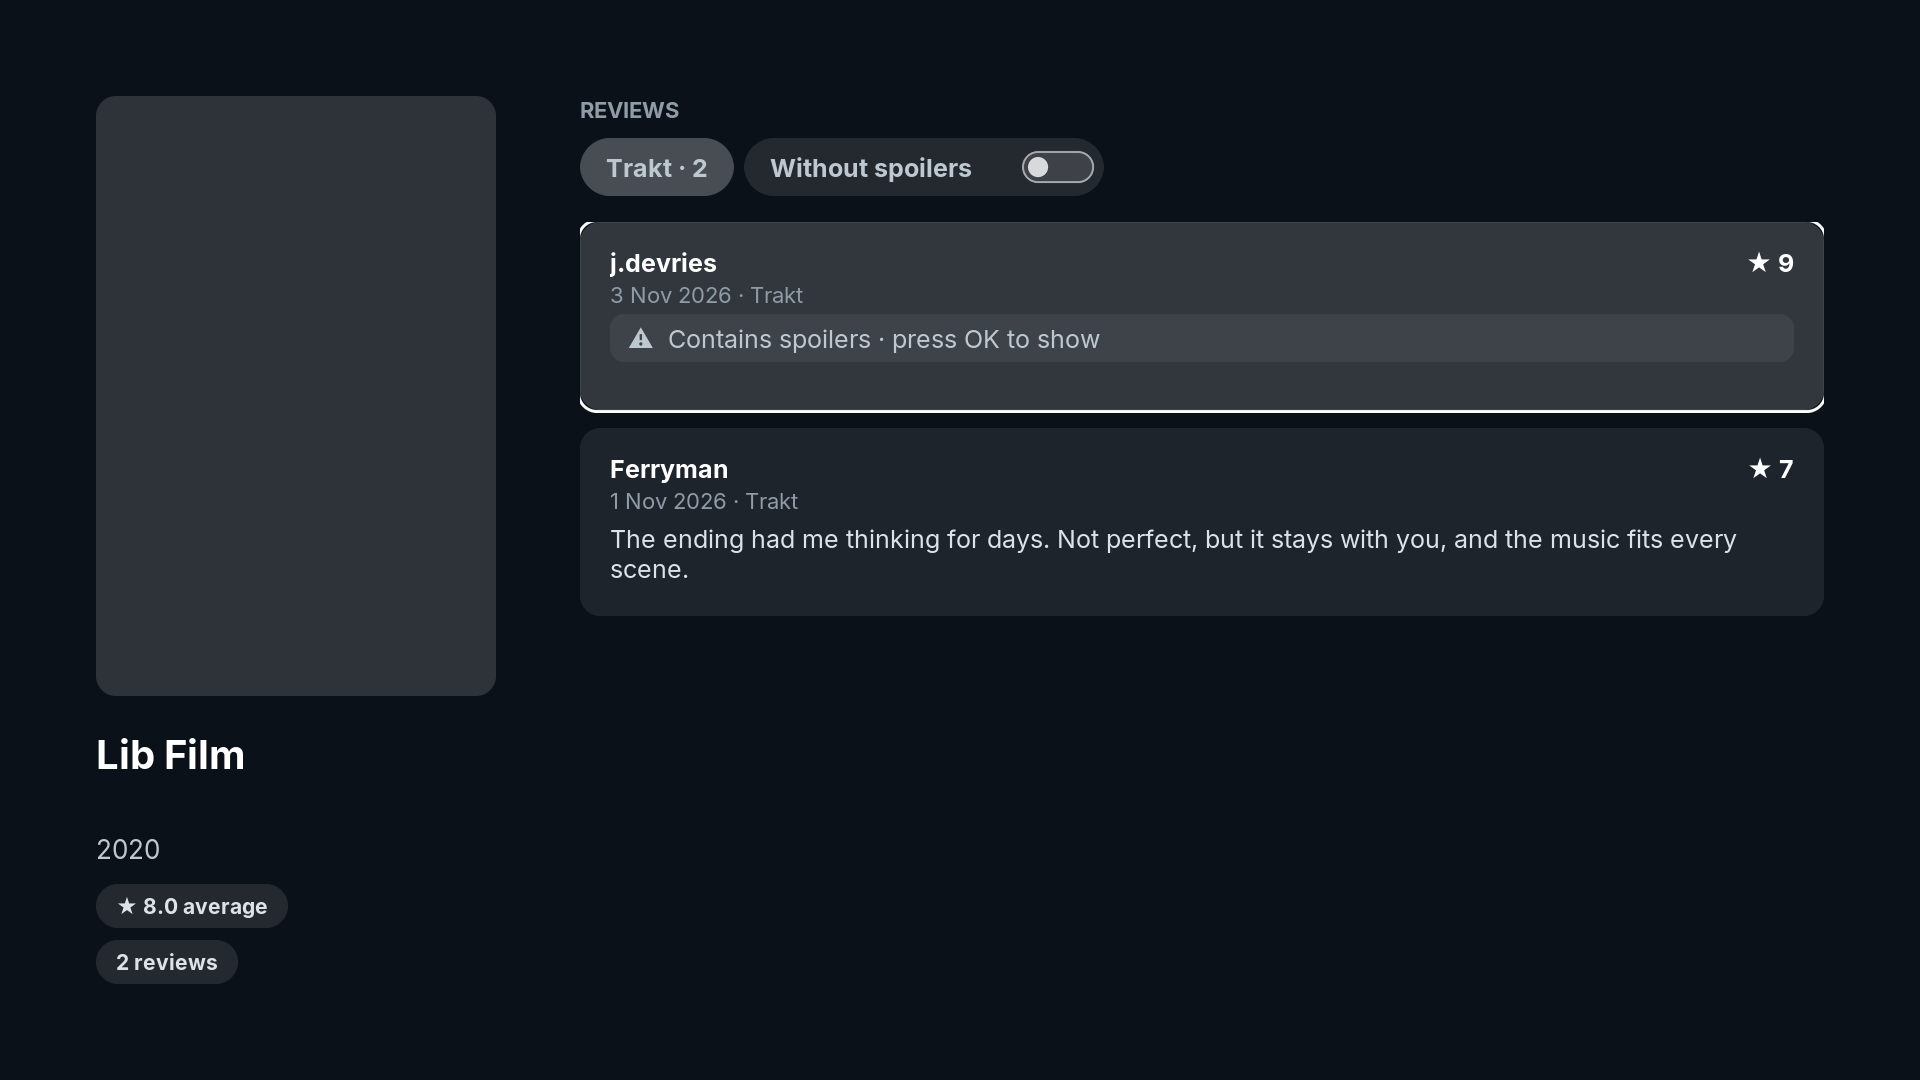 REVIEWS
Trakt · 2
Without spoilers
j.devries
★ 9
3 Nov 2026 · Trakt
Contains spoilers · press OK to show
Ferryman
★ 7
1 Nov 2026 · Trakt
The ending had me thinking for days. Not perfect, but it stays with you, and the music fits every
scene.
Lib Film
2020
★ 8.0 average
2 reviews